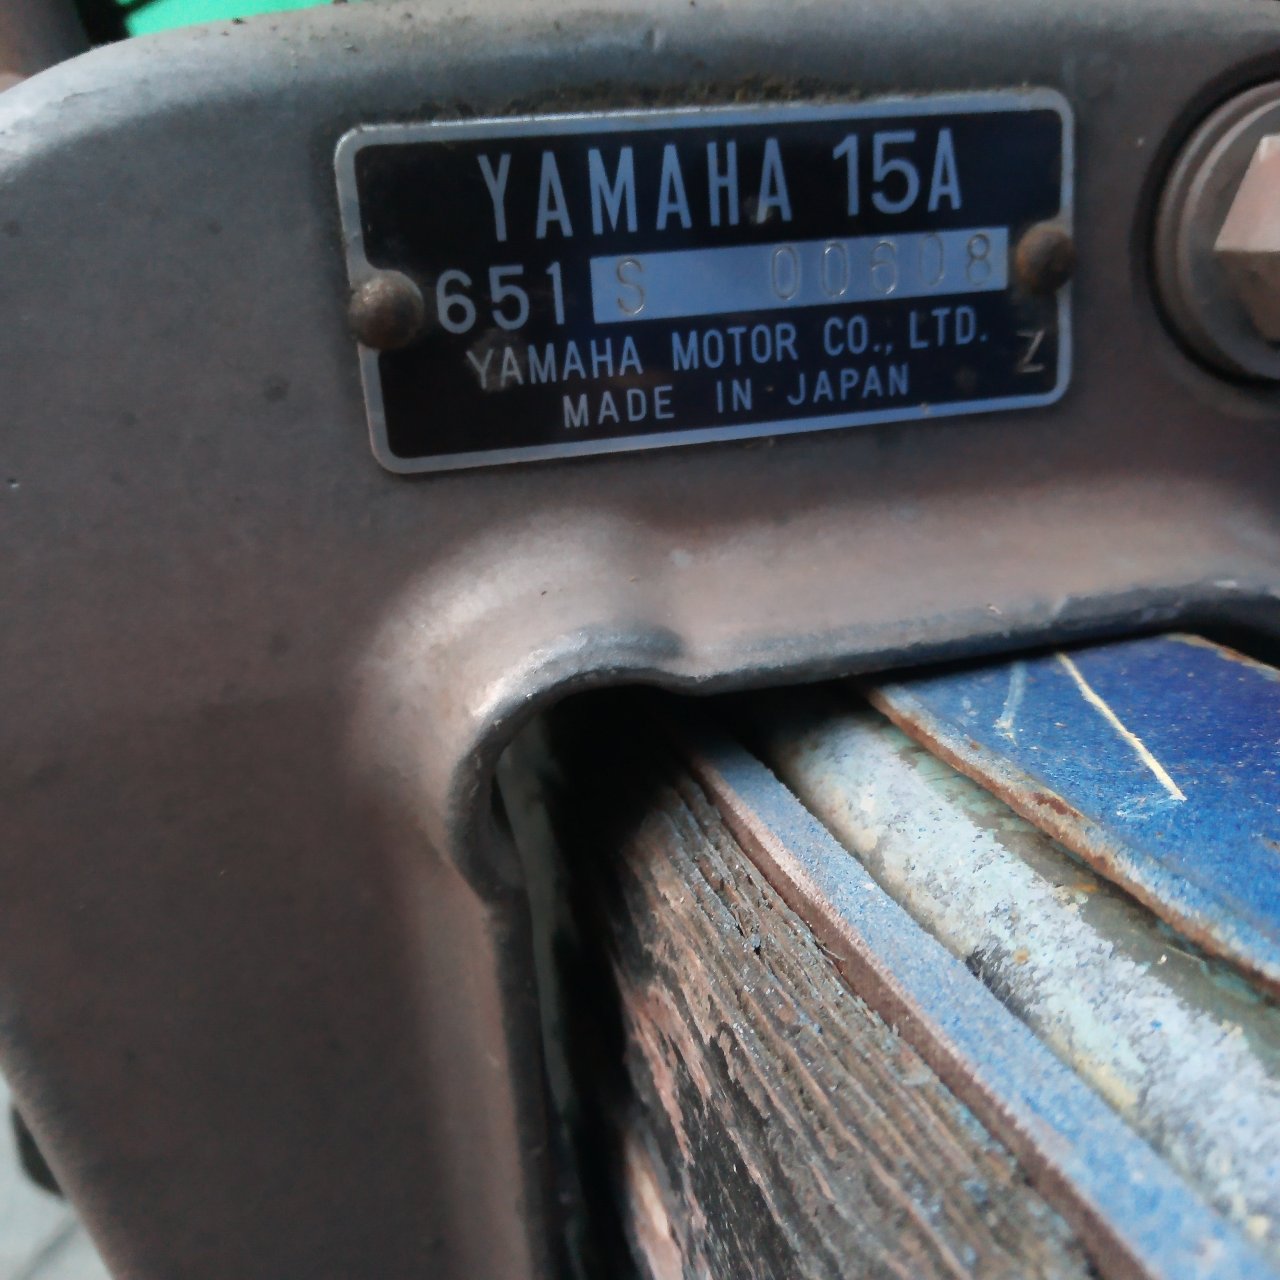 YAMAHA 15A
651 S 00608
YAMAHA MOTOR CO., LTD.
Z
MADE IN JAPAN